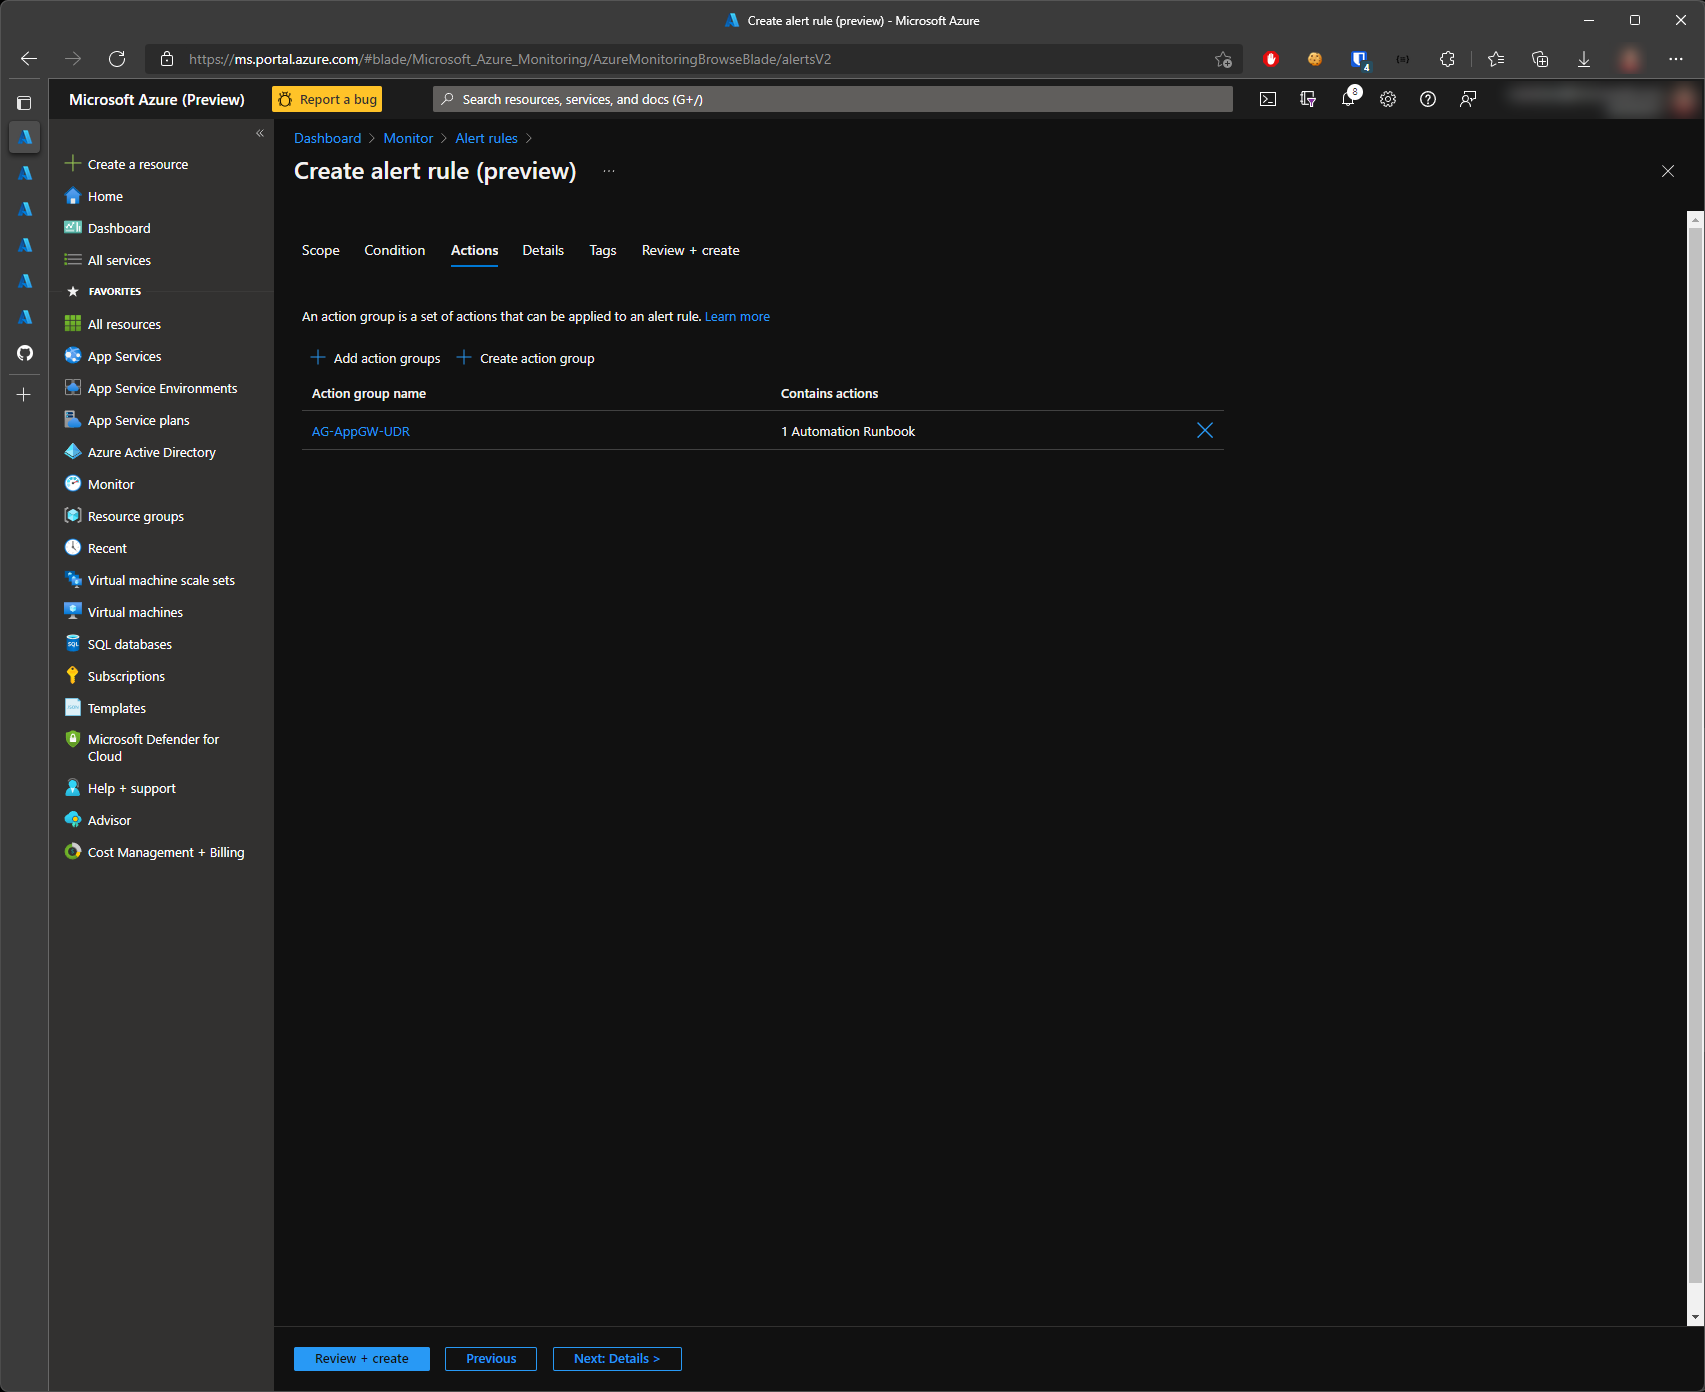 Create alert rule (preview) - Microsoft Azure
https://ms.portal.azure.com/#blade/Microsoft_Azure_Monitoring/AzureMonitoringBrowseBlade/alertsV2
4
Microsoft Azure (Preview)
Report a bug
Search resources, services, and docs (G+/)
8
«
Create a resource
Home
Dashboard
All services
FAVORITES
All resources
App Services
App Service Environments
App Service plans
Azure Active Directory
Monitor
Resource groups
Recent
Virtual machine scale sets
Virtual machines
SQL databases
Subscriptions
Templates
Microsoft Defender for
Cloud
Help + support
Advisor
Cost Management + Billing
Dashboard > Monitor > Alert rules >
Create alert rule (preview) ...
Scope Condition Actions Details Tags Review + create
An action group is a set of actions that can be applied to an alert rule. Learn more
+ Add action groups + Create action group
Action group name Contains actions
AG-AppGW-UDR 1 Automation Runbook
Review + create Previous Next: Details >